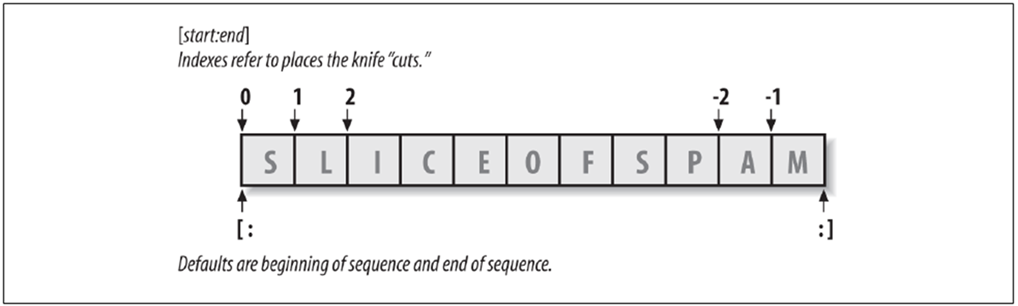 [start:end]
Indexes refer to places the knife “cuts.”
0 1 2 -2 -1
S L I C E O F S P A M
[: :]
Defaults are beginning of sequence and end of sequence.